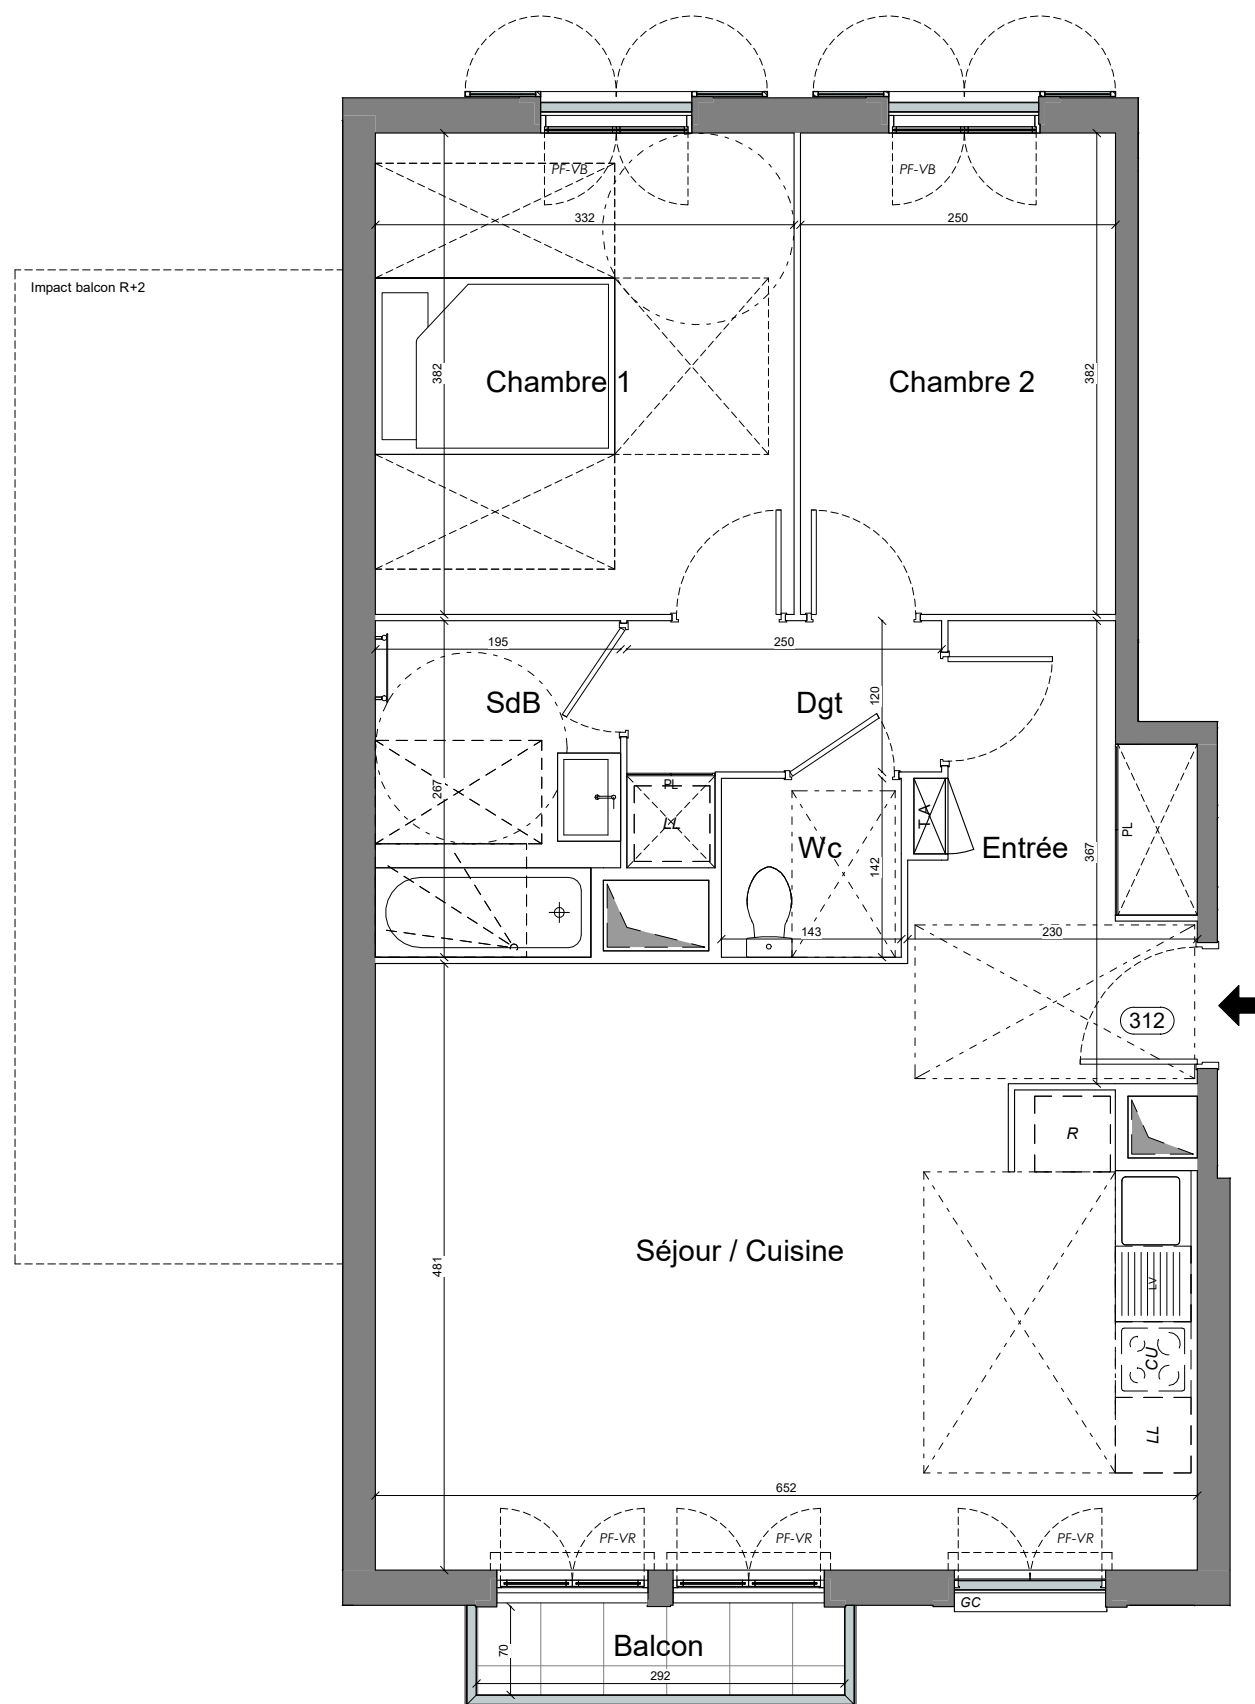 PF-VB
PF-VB
332
250
Impact balcon R+2
382
Chambre 1
Chambre 2
382
195
250
SdB
Dgt
120
267
PL
LL
Wc
T.A
Entrée
PL
142
367
143
230
312
R
Séjour / Cuisine
481
LV
CU
LL
652
PF-VR
PF-VR
PF-VR
GC
Balcon
70
292